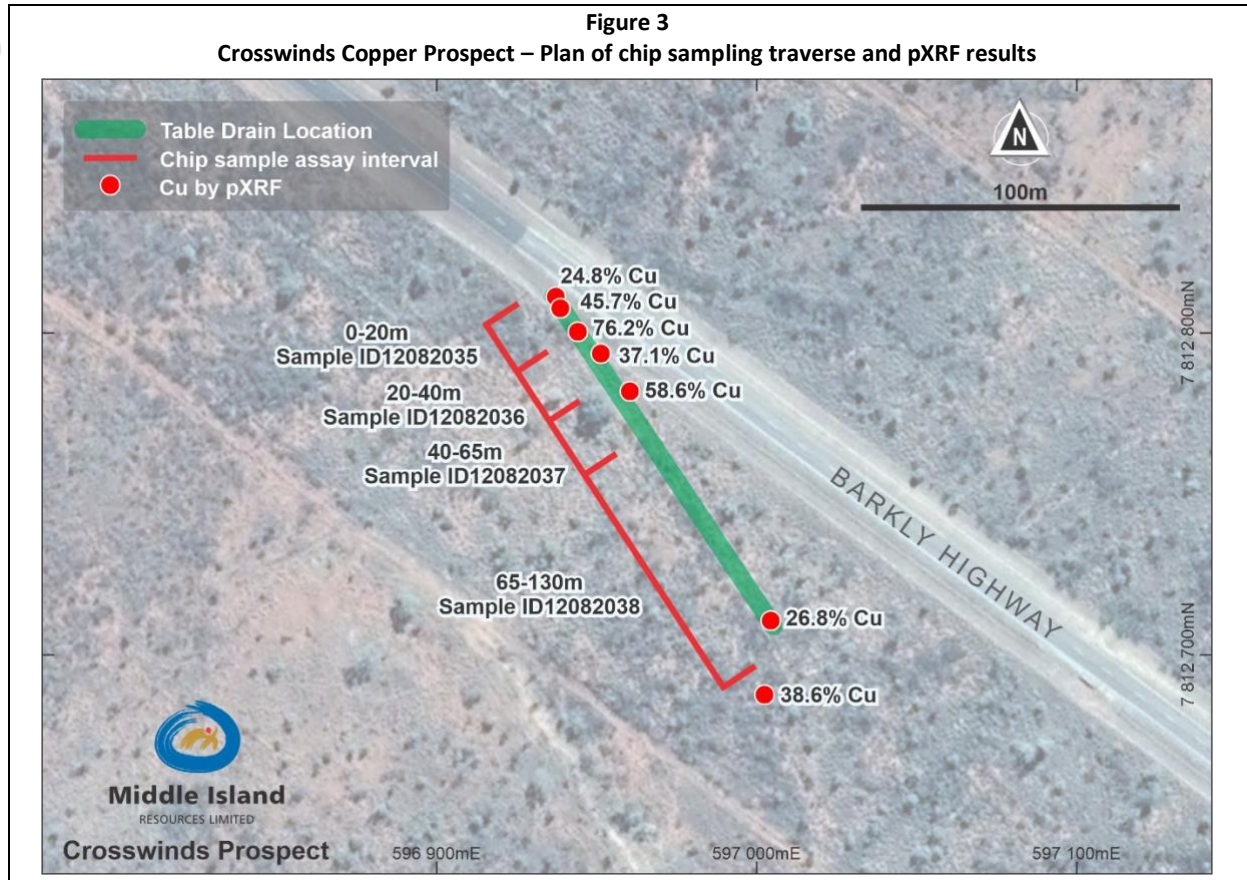 Figure 3
Crosswinds Copper Prospect – Plan of chip sampling traverse and pXRF results
Table Drain Location
Chip sample assay interval
Cu by pXRF
N
100m
24.8% Cu
45.7% Cu
76.2% Cu
37.1% Cu
58.6% Cu
0-20m
Sample ID12082035
20-40m
Sample ID12082036
40-65m
Sample ID12082037
65-130m
Sample ID12082038
26.8% Cu
38.6% Cu
BARKLY HIGHWAY
7 812 800mN
7 812 700mN
Middle Island
RESOURCES LIMITED
Crosswinds Prospect
596 900mE
597 000mE
597 100mE